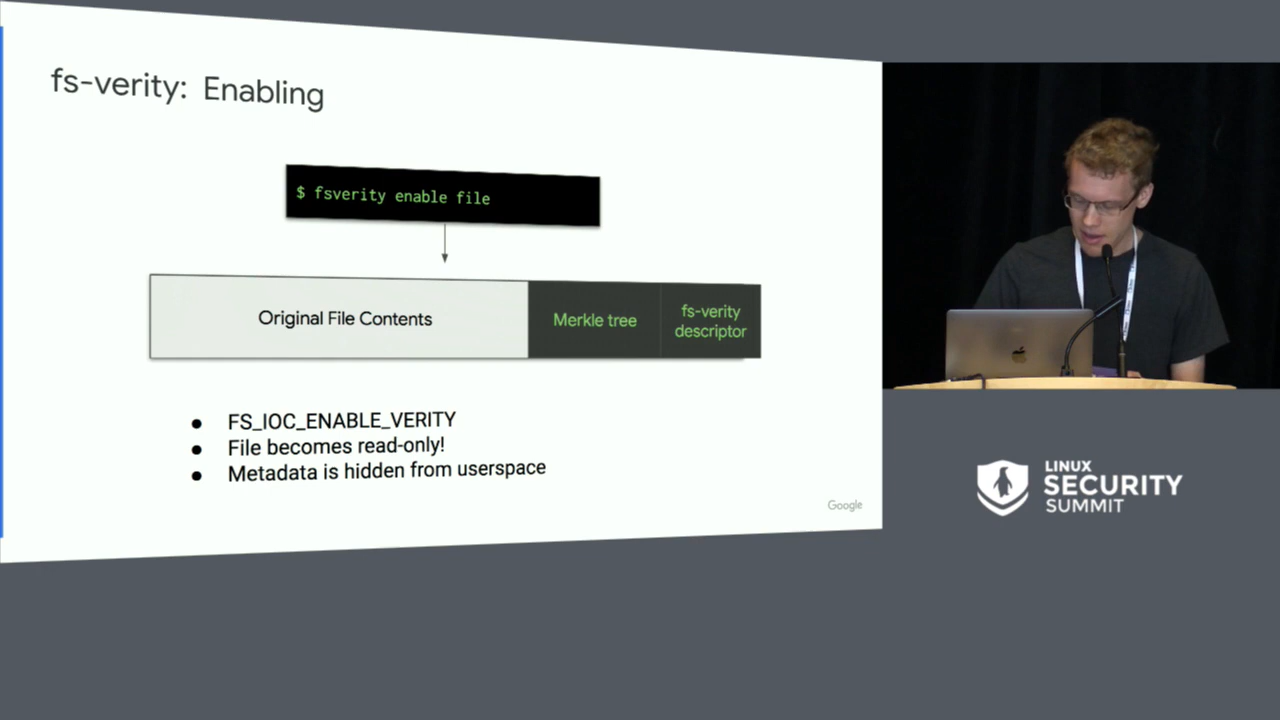 fs-verity: Enabling
$ fsverity enable file
Original File Contents
Merkle tree
fs-verity
descriptor
● FS_IOC_ENABLE_VERITY
● File becomes read-only!
● Metadata is hidden from userspace
Google
LINUX
SECURITY
SUMMIT